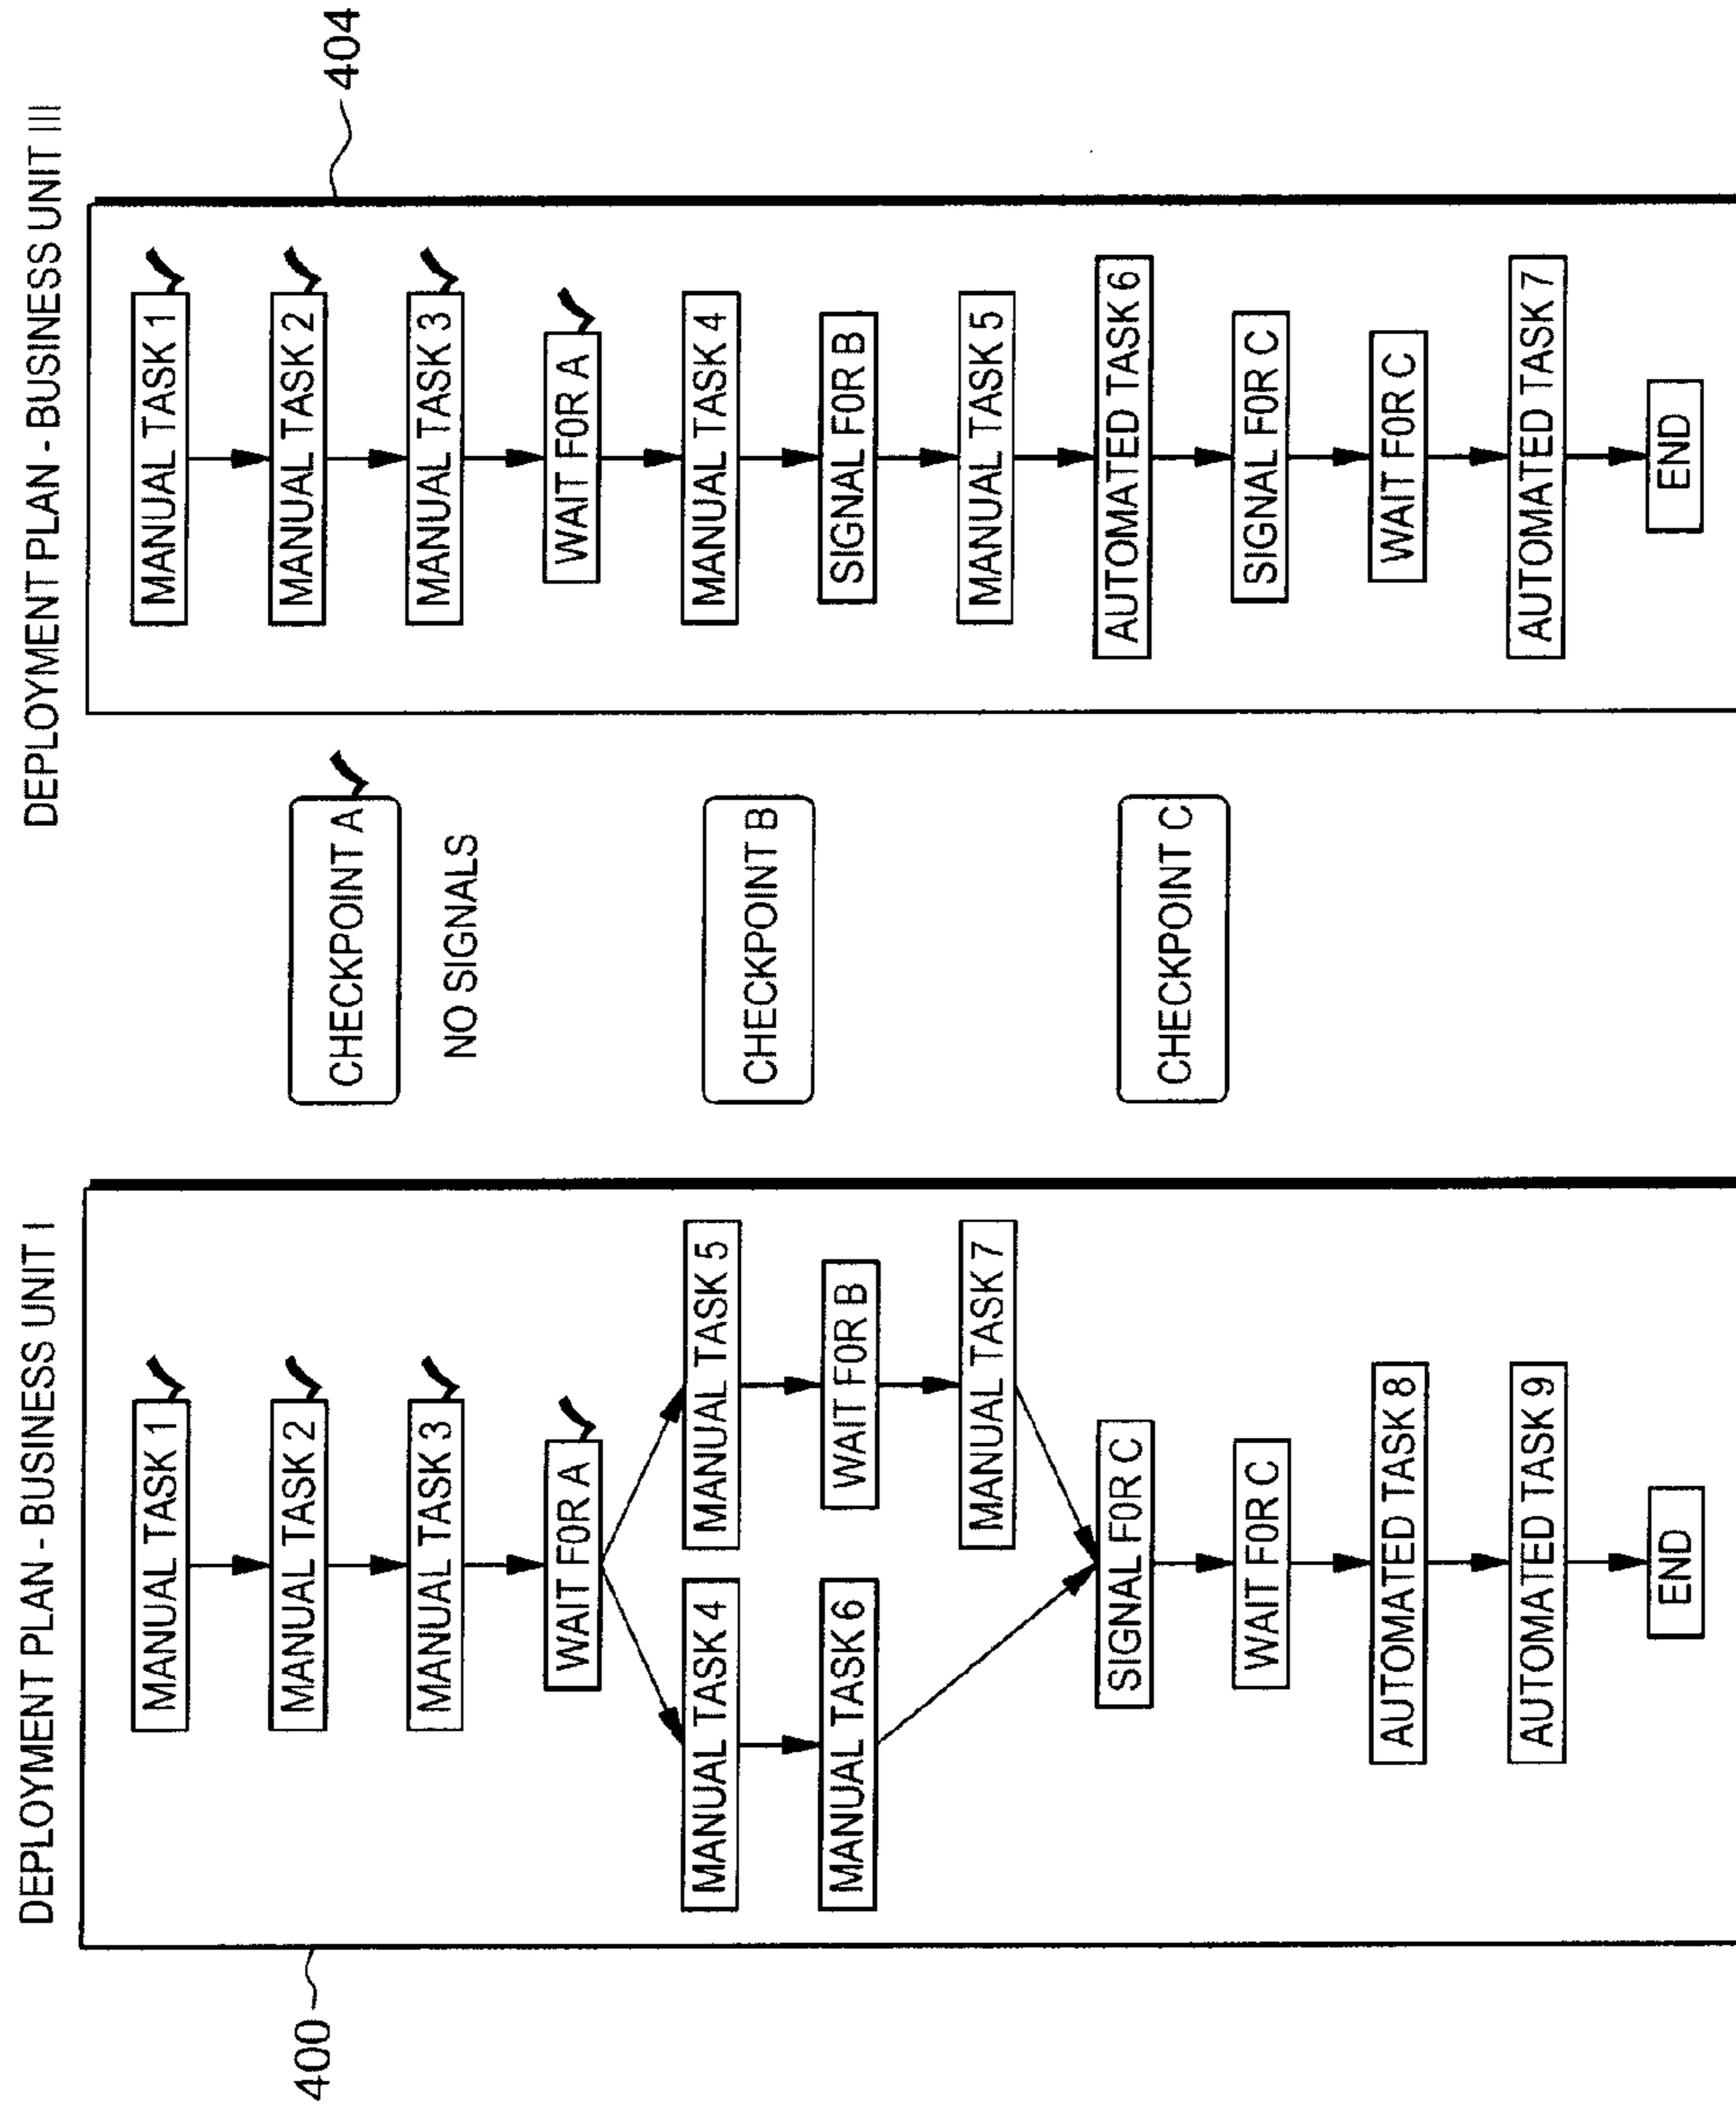 DEPLOYMENT PLAN - BUSINESS UNIT I
400
MANUAL TASK 1
MANUAL TASK 2
MANUAL TASK 3
WAIT FOR A
MANUAL TASK 4
MANUAL TASK 5
MANUAL TASK 6
WAIT FOR B
MANUAL TASK 7
SIGNAL FOR C
WAIT FOR C
AUTOMATED TASK 8
AUTOMATED TASK 9
END
CHECKPOINT A
NO SIGNALS
CHECKPOINT B
CHECKPOINT C
DEPLOYMENT PLAN - BUSINESS UNIT III
404
MANUAL TASK 1
MANUAL TASK 2
MANUAL TASK 3
WAIT FOR A
MANUAL TASK 4
SIGNAL FOR B
MANUAL TASK 5
AUTOMATED TASK 6
SIGNAL FOR C
WAIT FOR C
AUTOMATED TASK 7
END